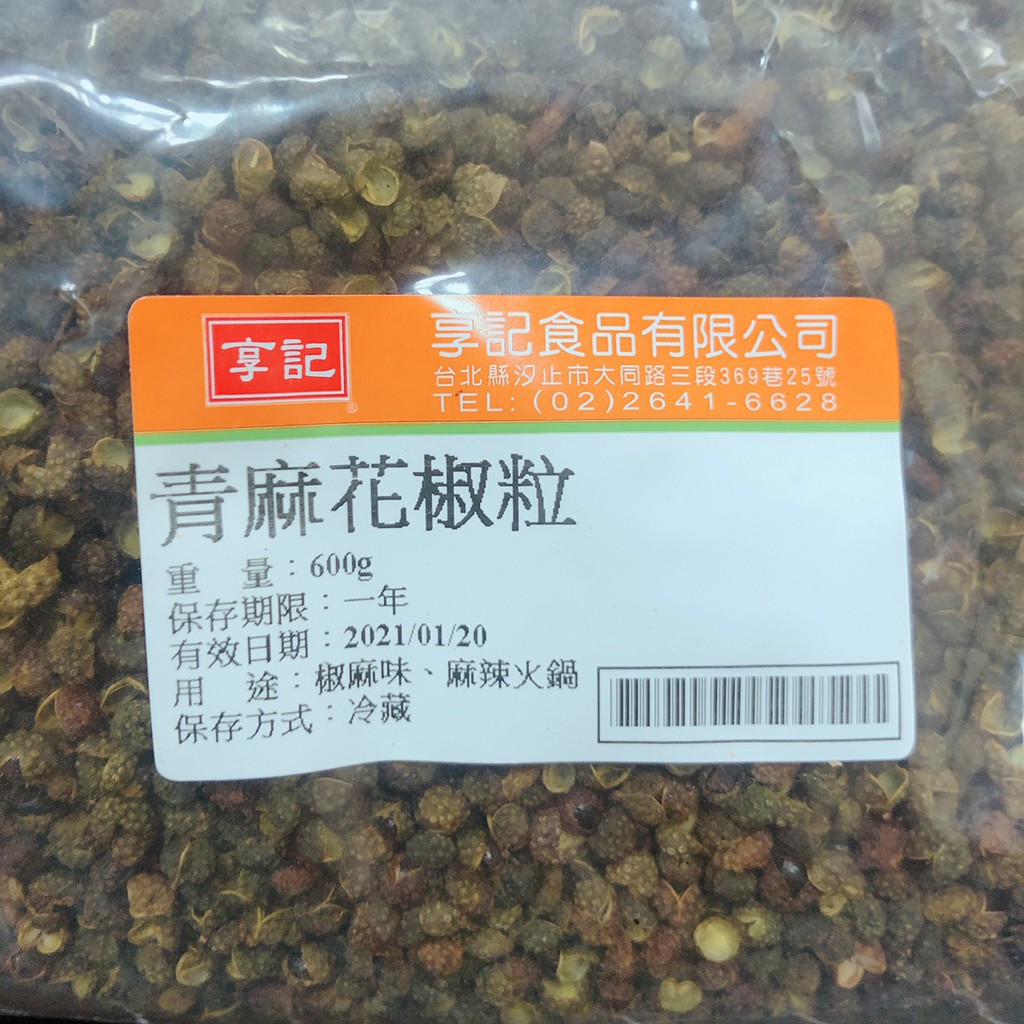 享記
®
享記食品有限公司
台北縣汐止市大同路三段369巷25號
TEL: (02)2641-6628
青麻花椒粒
重 量：600g
保存期限：一年
有效日期：2021/01/20
用 途：椒麻味、麻辣火鍋
保存方式：冷藏